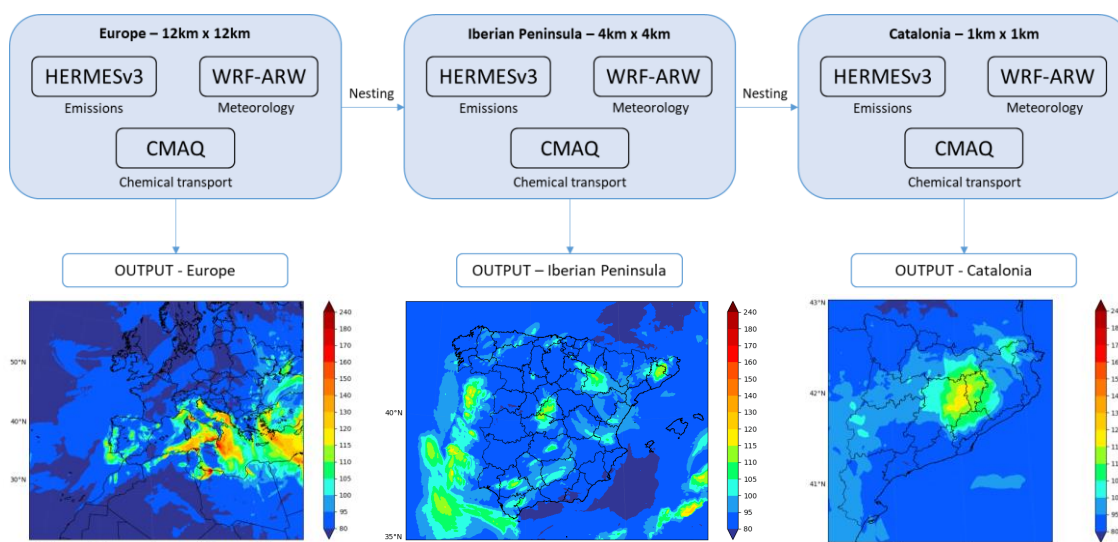 Europe – 12km x 12km
HERMESv3
WRF-ARW
Emissions
Meteorology
CMAQ
Chemical transport
Nesting
Iberian Peninsula – 4km x 4km
HERMESv3
WRF-ARW
Emissions
Meteorology
CMAQ
Chemical transport
Nesting
Catalonia – 1km x 1km
HERMESv3
WRF-ARW
Emissions
Meteorology
CMAQ
Chemical transport
OUTPUT - Europe
OUTPUT – Iberian Peninsula
OUTPUT - Catalonia
50°N
40°N
30°N
240
180
170
160
150
140
130
120
115
110
105
100
95
90
80
40°N
35°N
240
180
170
160
150
140
130
120
115
110
105
100
95
90
80
43°N
42°N
41°N